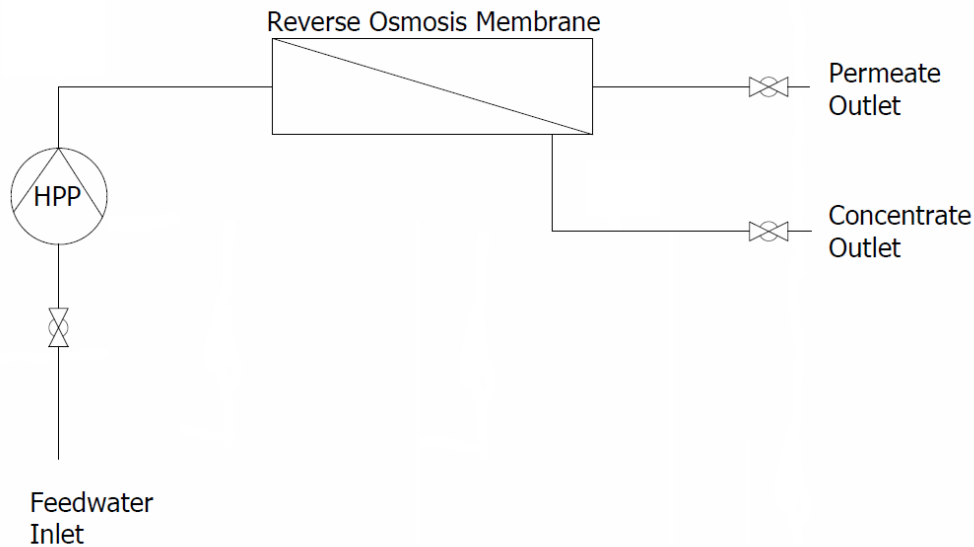 Reverse Osmosis Membrane
Permeate
Outlet
HPP
Concentrate
Outlet
Feedwater
Inlet